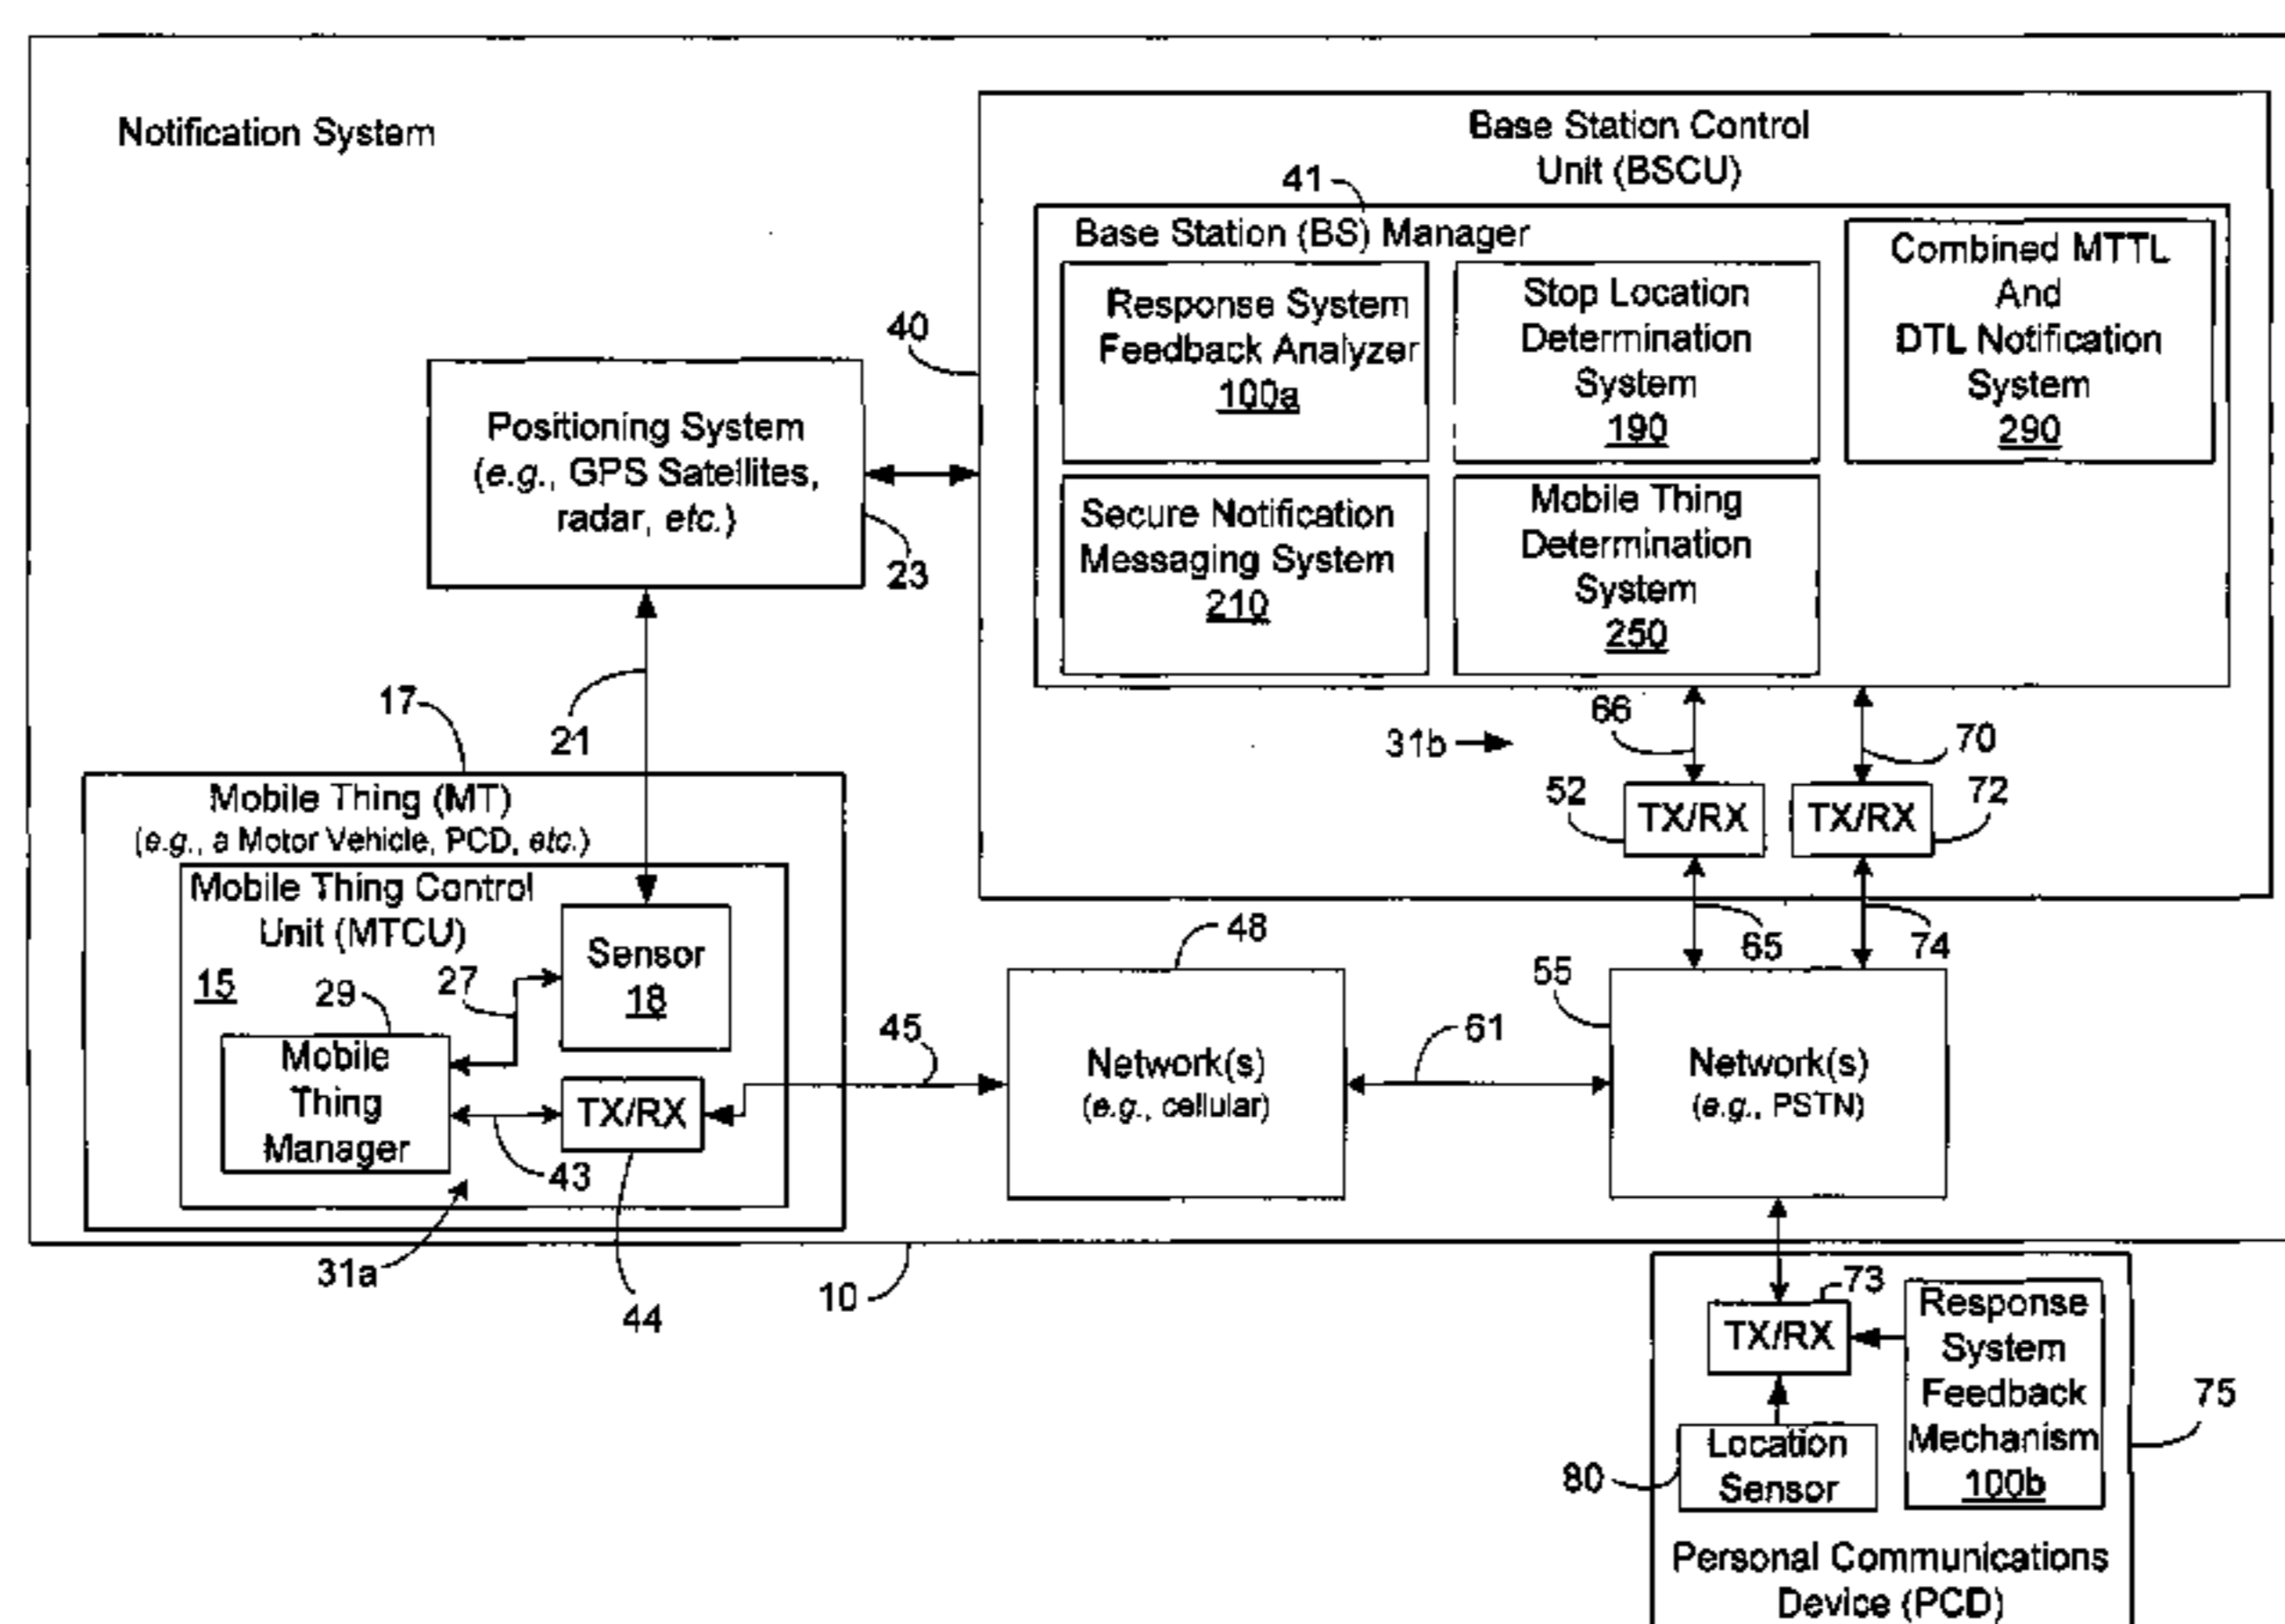 Notification System
Base Station Control
Unit (BSCU)
41
Base Station (BS) Manager
Response System
Feedback Analyzer
100a
Stop Location
Determination
System
190
Combined MTTL
And
DTL Notification
System
290
Secure Notification
Messaging System
210
Mobile Thing
Determination
System
250
40
Positioning System
(e.g., GPS Satellites,
radar, etc.)
23
21
17
66
31b
70
52
TX/RX
TX/RX
72
65
74
Mobile Thing (MT)
(e.g., a Motor Vehicle, PCD, etc.)
Mobile Thing Control
Unit (MTCU)
15
29
27
Sensor
18
Mobile
Thing
Manager
43
TX/RX
45
48
Network(s)
(e.g., cellular)
61
55
Network(s)
(e.g., PSTN)
31a
44
10
73
TX/RX
Response
System
Feedback
Mechanism
100b
75
80
Location
Sensor
Personal Communications
Device (PCD)